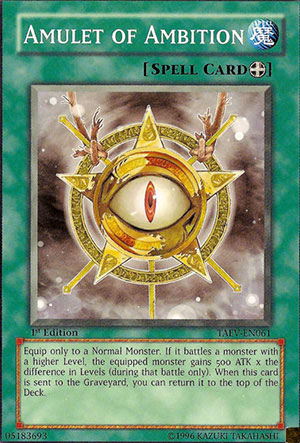 AMULET OF AMBITION
魔
[SPELL CARD]
1st Edition
TAEV-EN061
Equip only to a Normal Monster. If it battles a monster with
a higher Level, the equipped monster gains 500 ATK x the
difference in Levels (during that battle only). When this card
is sent to the Graveyard, you can return it to the top of the
Deck.
05183693
©1996 KAZUKI TAKAHASHI